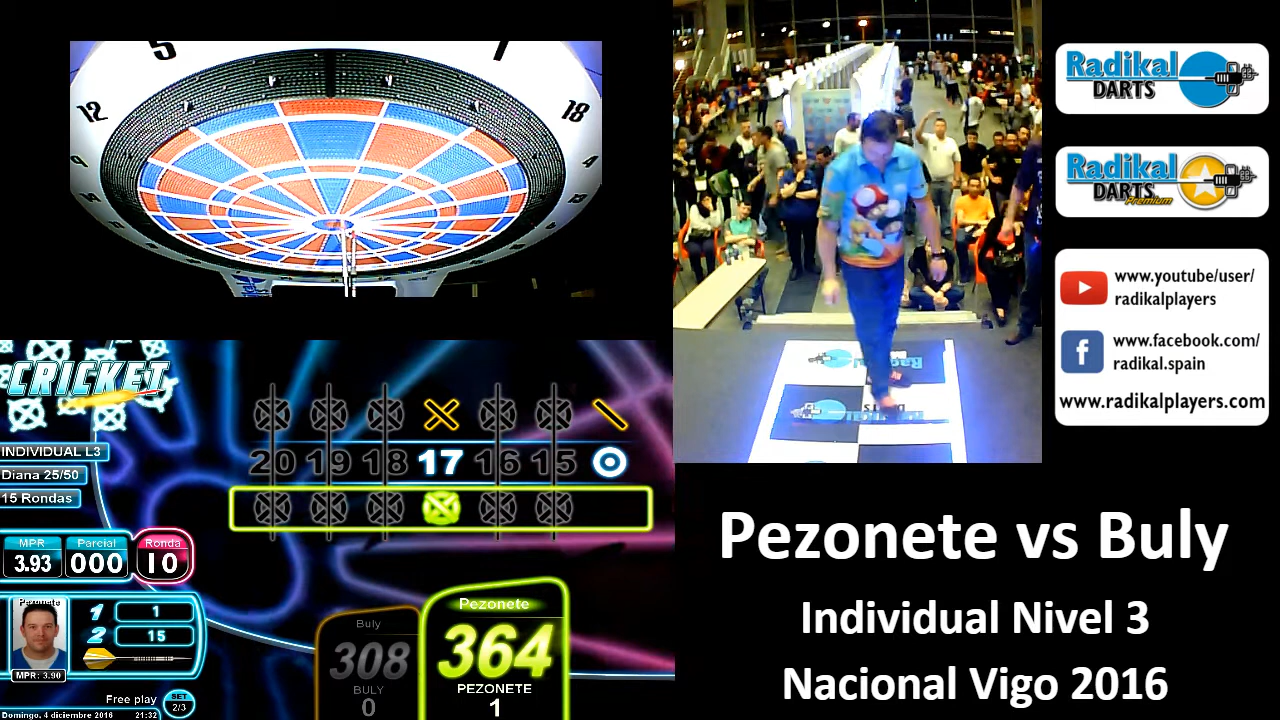 5
12
9
14
7
18
4
13
CRICKET
INDIVIDUAL L3
Diana 25/50
15 Rondas
20 19 18 17 16 15
MPR
3.93
Parcial
000
Ronda
10
Pezonete
1 1
2 15
MPR: 3.90
Free play
SET
2/3
Domingo, 4 diciembre 2016 21:32
Buly
308
BULY
0
Pezonete
364
PEZONETE
1
Radikal
DARTS
Radikal
DARTS
Premium
www.youtube/user/
radikalplayers
www.facebook.com/
radikal.spain
www.radikalplayers.com
Pezonete vs Buly
Individual Nivel 3
Nacional Vigo 2016